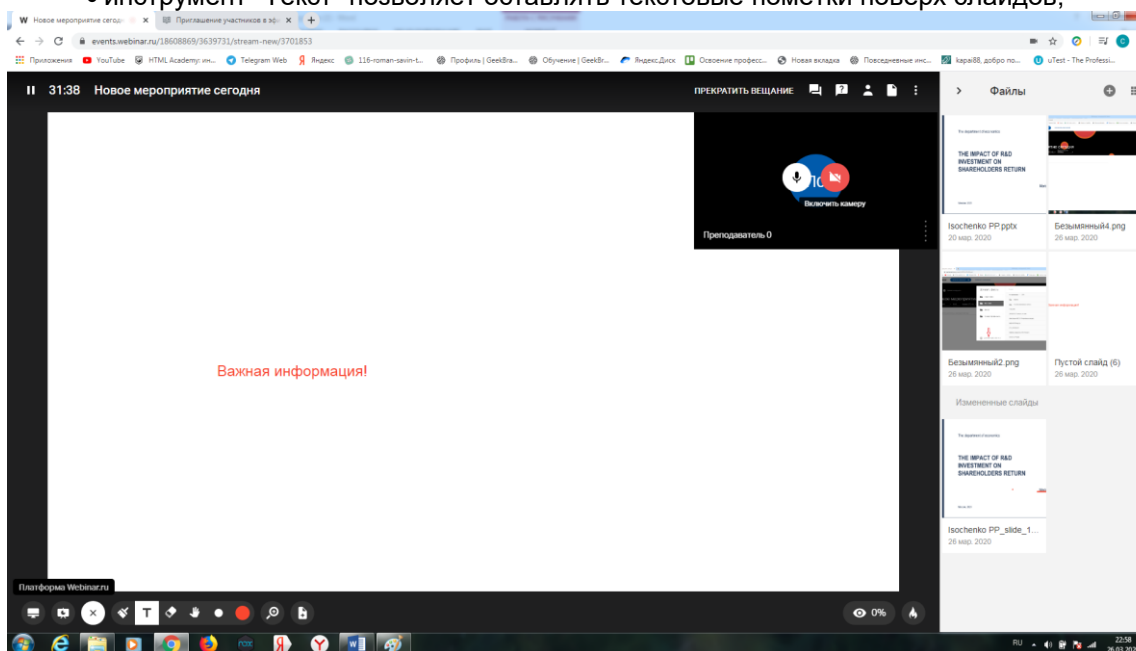 • инструмент "Текст" позволяет оставлять текстовые пометки поверх слайдов;
Новое мероприятие сегод
Приглашение участников в эф
events.webinar.ru/18608869/3639731/stream-new/3701853
Приложения
YouTube
HTML Academy: ин...
Telegram Web
Яндекс
116-roman-savin-t...
Профиль | GeekBra...
Обучение | GeekBr...
Яндекс.Диск
Освоение професс...
Новая вкладка
Повседневные инс...
kapai88, добро по...
uTest - The Professi...
31:38 Новое мероприятие сегодня
ПРЕКРАТИТЬ ВЕЩАНИЕ
Включить камеру
Преподаватель 0
Важная информация!
Платформа Webinar.ru
0%
Файлы
THE IMPACT OF R&D
INVESTMENT ON
SHAREHOLDERS RETURN
Isochenko PP.pptx
20 мар. 2020
Безымянный4.png
26 мар. 2020
Безымянный2.png
26 мар. 2020
Пустой слайд (6)
26 мар. 2020
Измененные слайды
THE IMPACT OF R&D
INVESTMENT ON
SHAREHOLDERS RETURN
Isochenko PP_slide_1...
26 мар. 2020
RU
22:58